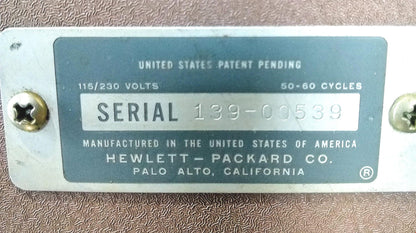 UNITED STATES PATENT PENDING
115/230 VOLTS 50-60 CYCLES
SERIAL 139-00539
MANUFACTURED IN THE UNITED STATES OF AMERICA
HEWLETT-PACKARD CO.
PALO ALTO, CALIFORNIA ®